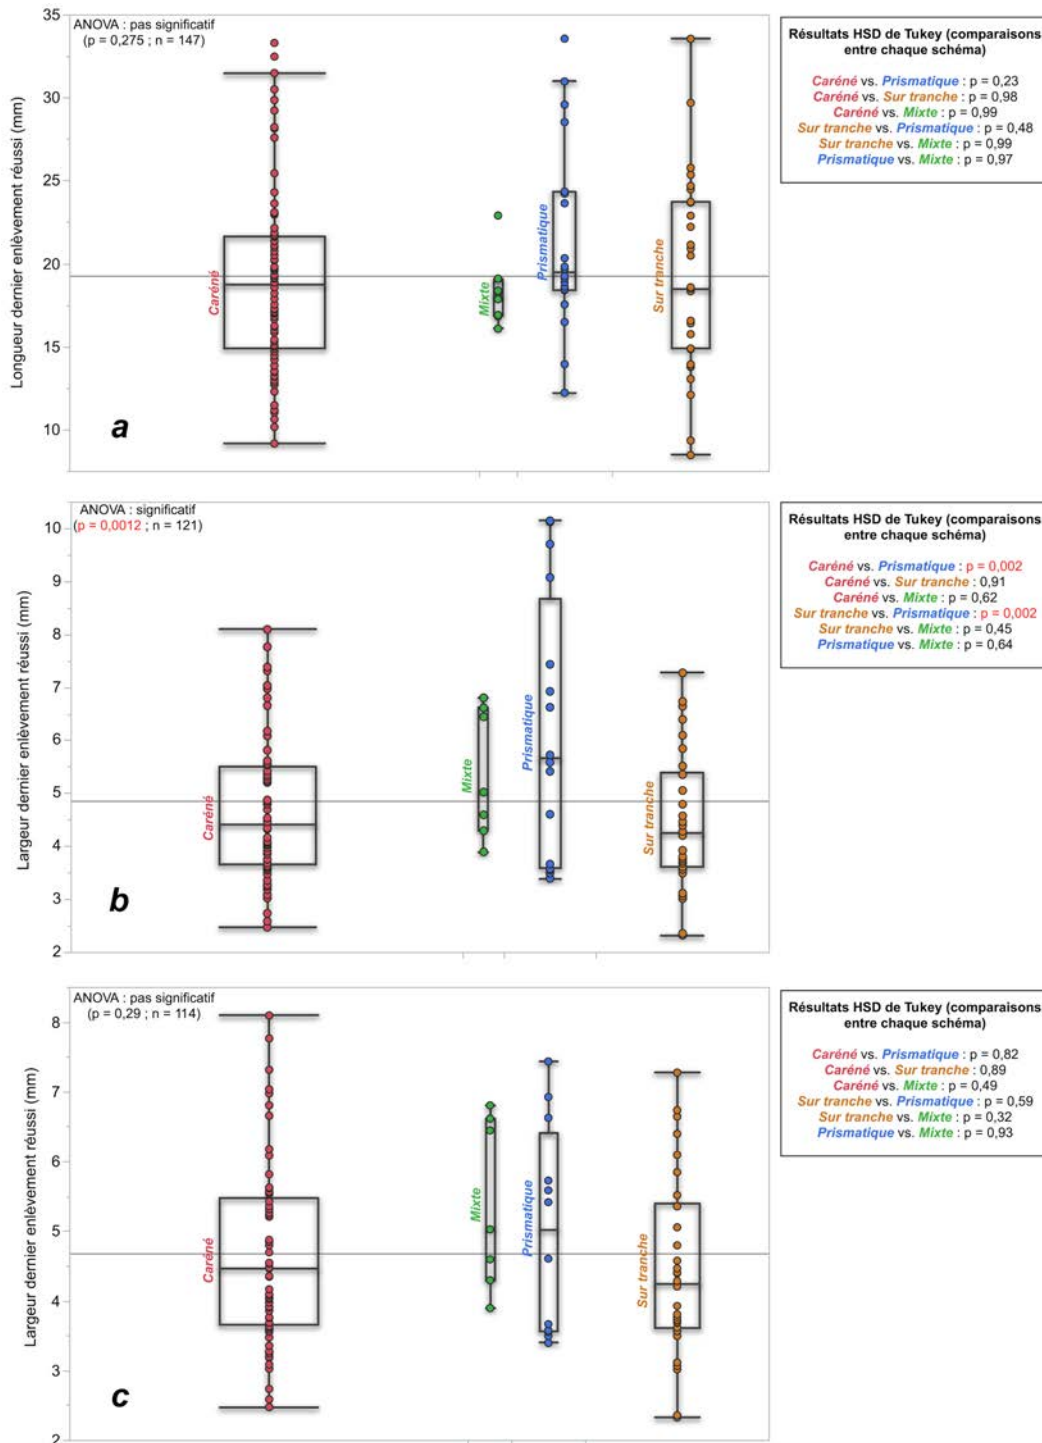 ANOVA : pas significatif
(p = 0,275 ; n = 147)
Longueur dernier enlèvement réussi (mm)
35
30
25
20
15
10
Caréné
Mixte
Prismatique
Sur tranche
a
Résultats HSD de Tukey (comparaisons
entre chaque schéma)
Caréné vs. Prismatique : p = 0,23
Caréné vs. Sur tranche : p = 0,98
Caréné vs. Mixte : p = 0,99
Sur tranche vs. Prismatique : p = 0,48
Sur tranche vs. Mixte : p = 0,99
Prismatique vs. Mixte : p = 0,97
ANOVA : significatif
(p = 0,0012 ; n = 121)
Largeur dernier enlèvement réussi (mm)
10
9
8
7
6
5
4
3
2
Caréné
Mixte
Prismatique
Sur tranche
b
Résultats HSD de Tukey (comparaisons
entre chaque schéma)
Caréné vs. Prismatique : p = 0,002
Caréné vs. Sur tranche : 0,91
Caréné vs. Mixte : p = 0,62
Sur tranche vs. Prismatique : p = 0,002
Sur tranche vs. Mixte : p = 0,45
Prismatique vs. Mixte : p = 0,64
ANOVA : pas significatif
(p = 0,29 ; n = 114)
Largeur dernier enlèvement réussi (mm)
8
7
6
5
4
3
2
Caréné
Mixte
Prismatique
Sur tranche
c
Résultats HSD de Tukey (comparaisons
entre chaque schéma)
Caréné vs. Prismatique : p = 0,82
Caréné vs. Sur tranche : 0,89
Caréné vs. Mixte : p = 0,49
Sur tranche vs. Prismatique : p = 0,59
Sur tranche vs. Mixte : p = 0,32
Prismatique vs. Mixte : p = 0,93